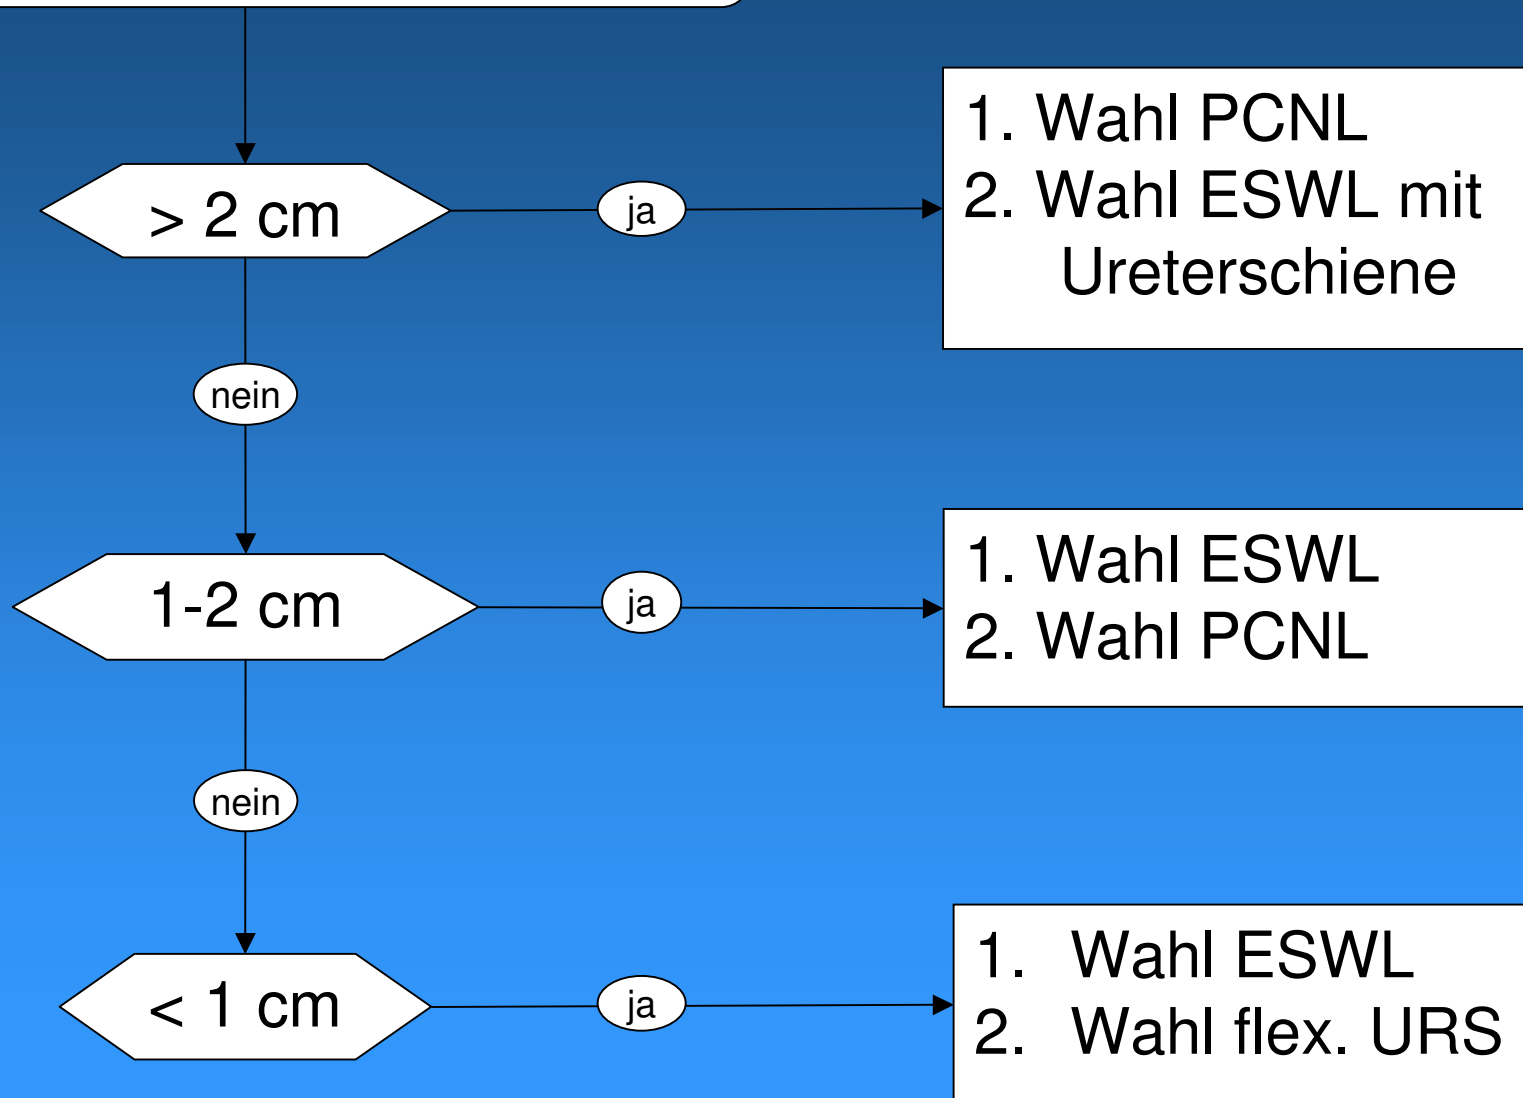 > 2 cm
ja
1. Wahl PCNL
2. Wahl ESWL mit
Ureterschiene
nein
1-2 cm
ja
1. Wahl ESWL
2. Wahl PCNL
nein
< 1 cm
ja
1. Wahl ESWL
2. Wahl flex. URS